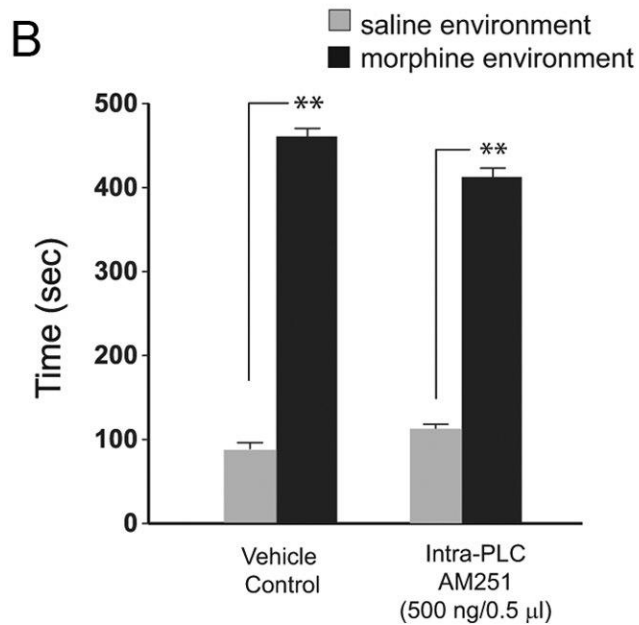 B
saline environment
morphine environment
Time (sec)
500
400
300
200
100
0
**
**
Vehicle
Control
Intra-PLC
AM251
(500 ng/0.5 µl)